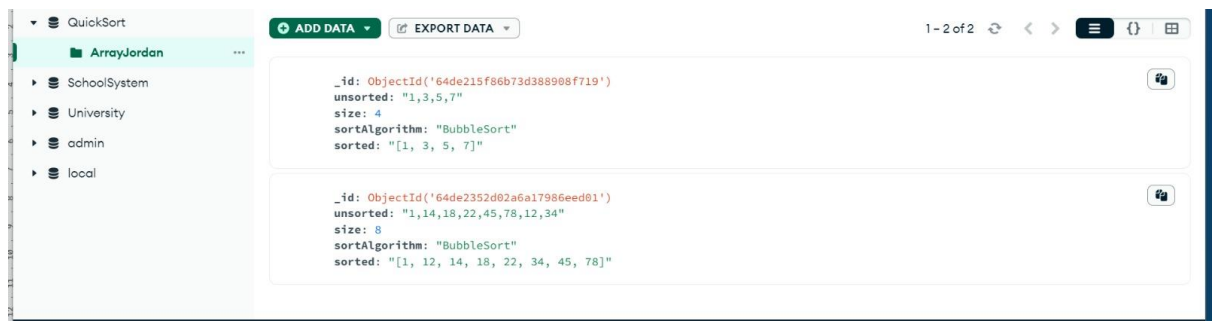 QuickSort
ArrayJordan
SchoolSystem
University
admin
local
ADD DATA
EXPORT DATA
1 – 2 of 2
{}
_id: ObjectId('64de215f86b73d388908f719')
unsorted: "1,3,5,7"
size: 4
sortAlgorithm: "BubbleSort"
sorted: "[1, 3, 5, 7]"
_id: ObjectId('64de2352d02a6a17986eed01')
unsorted: "1,14,18,22,45,78,12,34"
size: 8
sortAlgorithm: "BubbleSort"
sorted: "[1, 12, 14, 18, 22, 34, 45, 78]"